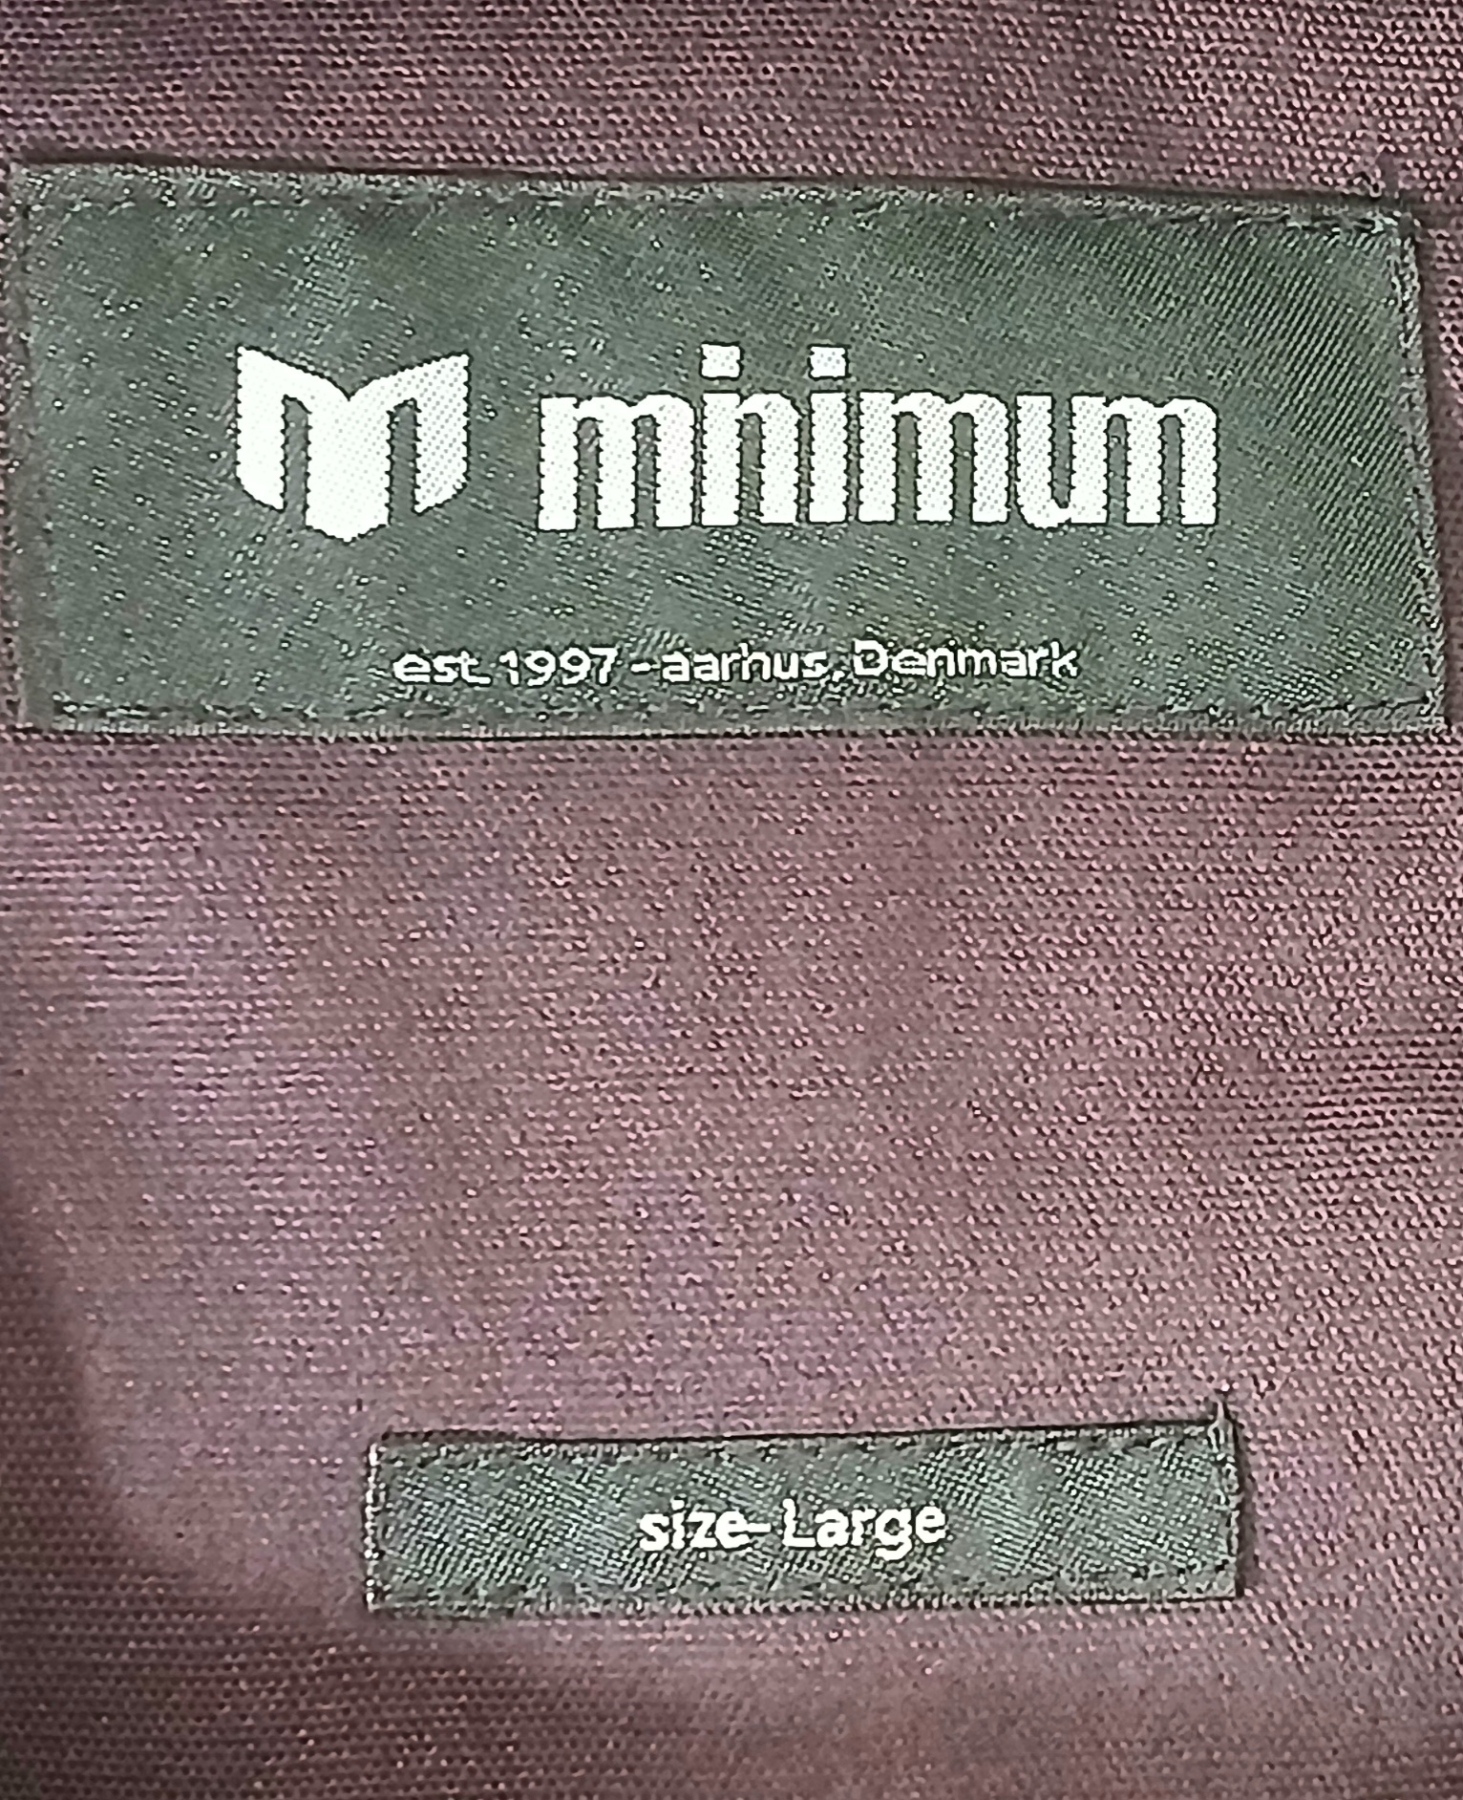 minimum
est. 1997 - aarhus, Denmark
size- Large